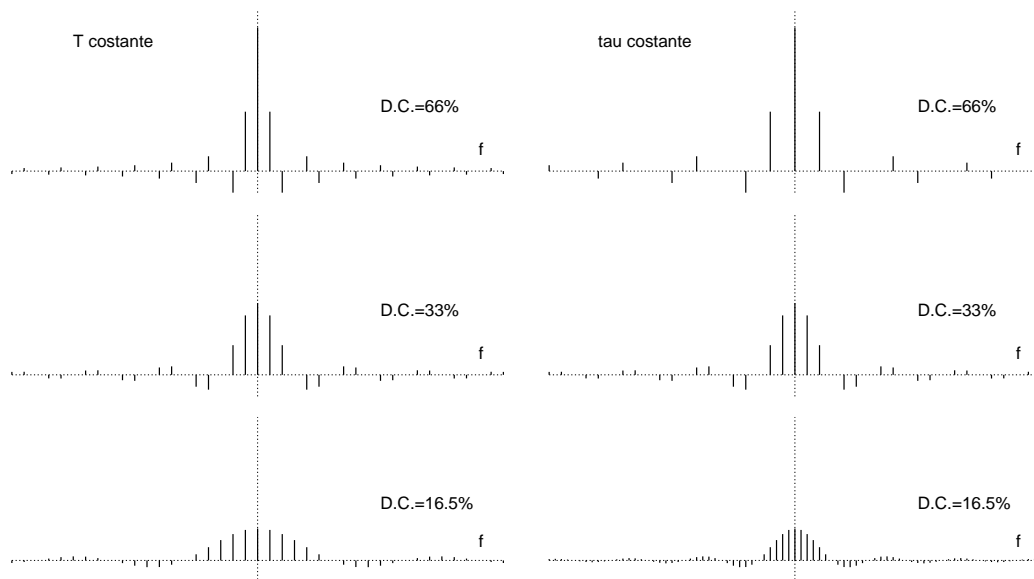 T costante
tau costante
D.C.=66%
D.C.=66%
f
f
D.C.=33%
D.C.=33%
f
f
D.C.=16.5%
D.C.=16.5%
f
f